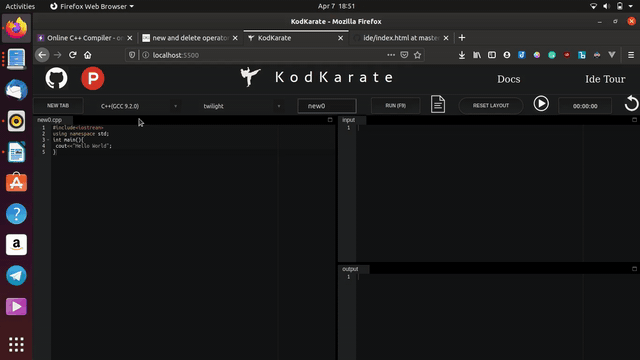 Activities
Firefox Web Browser
Apr 7 18:51
KodKarate - Mozilla Firefox
Online C++ Compiler - on
new and delete operator
KodKarate
ide/index.html at master
localhost:5500
P
KodKarate
Docs
Ide Tour
NEW TAB
C++(GCC 9.2.0)
twilight
new0
RUN (F9)
RESET LAYOUT
00:00:00
new0.cpp
1 #include<iostream>
2 using namespace std;
3 int main(){
4 cout<<"Hello World";
5 }
input
1
output
1